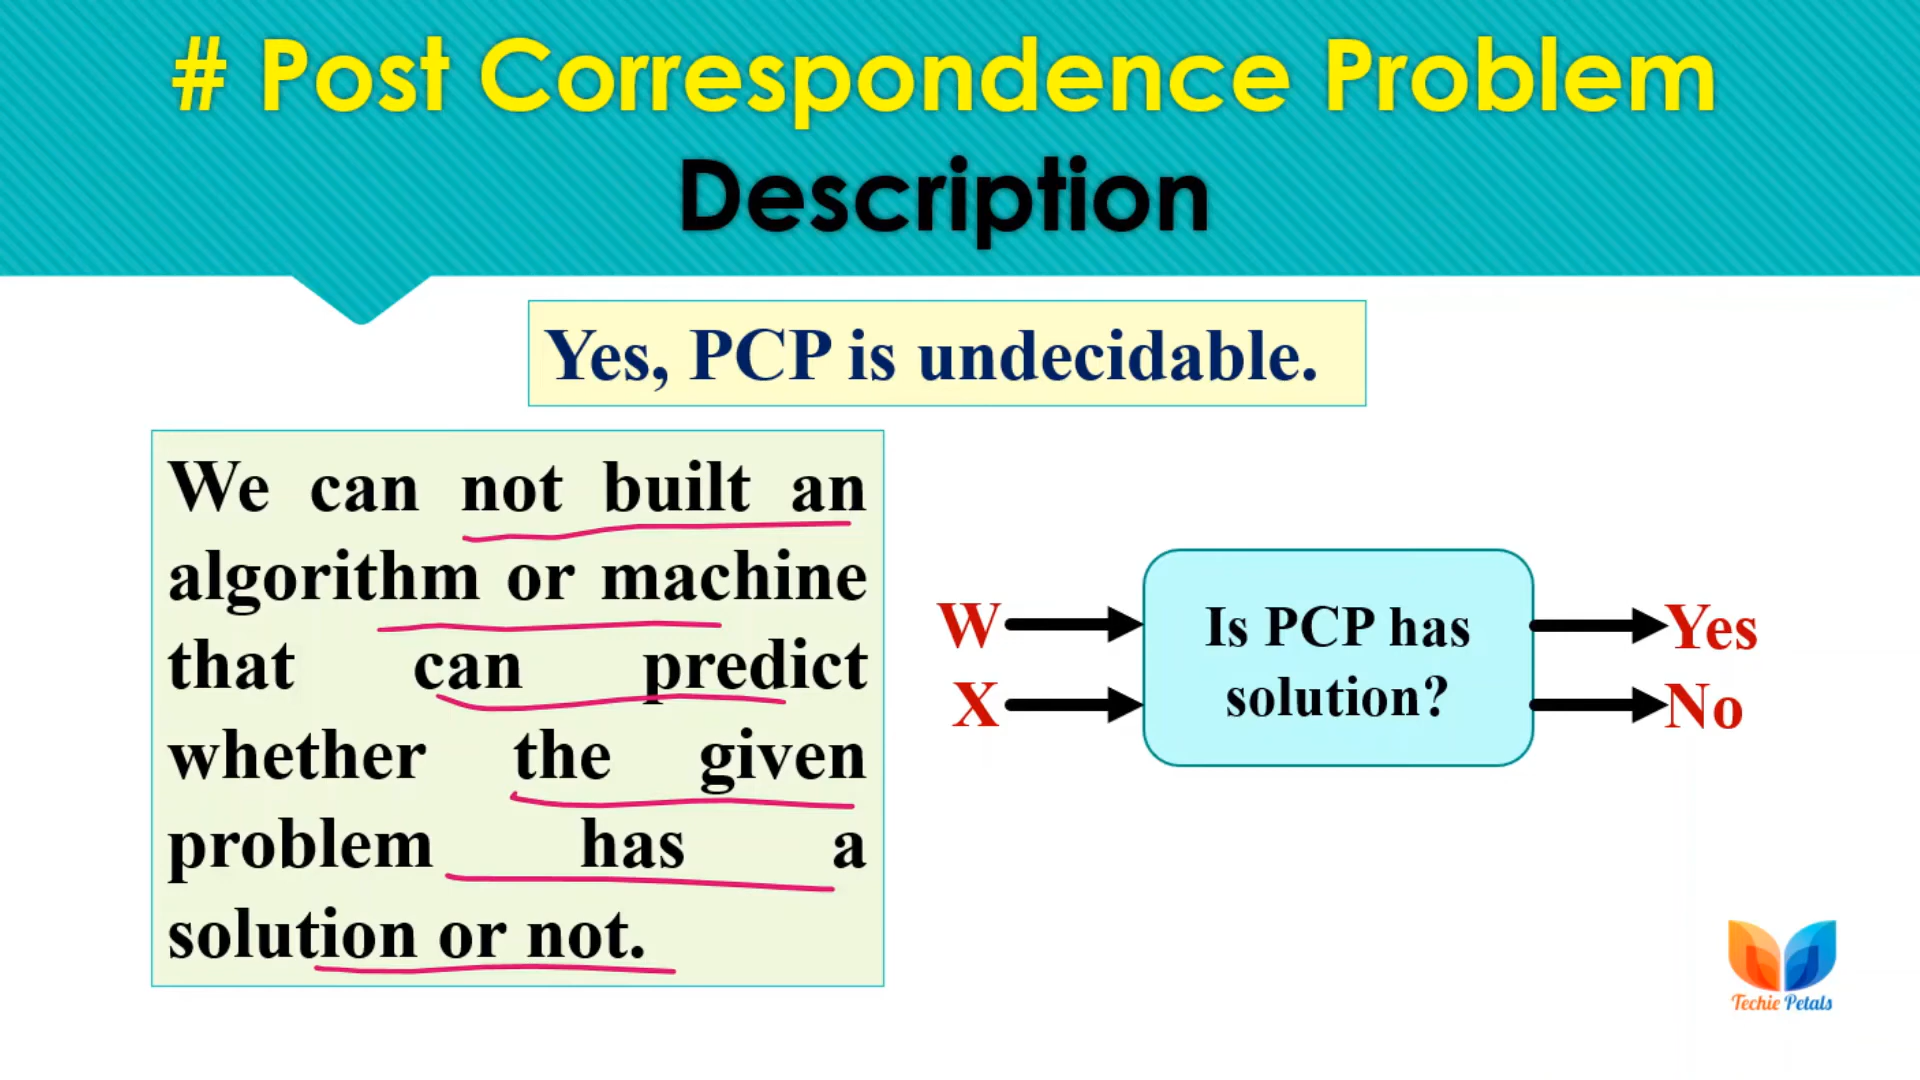 # Post Correspondence Problem
Description
Yes, PCP is undecidable.
We can not built an
algorithm or machine
that can predict
whether the given
problem has a
solution or not.
W
X
Is PCP has
solution?
Yes
No
Techie Petals